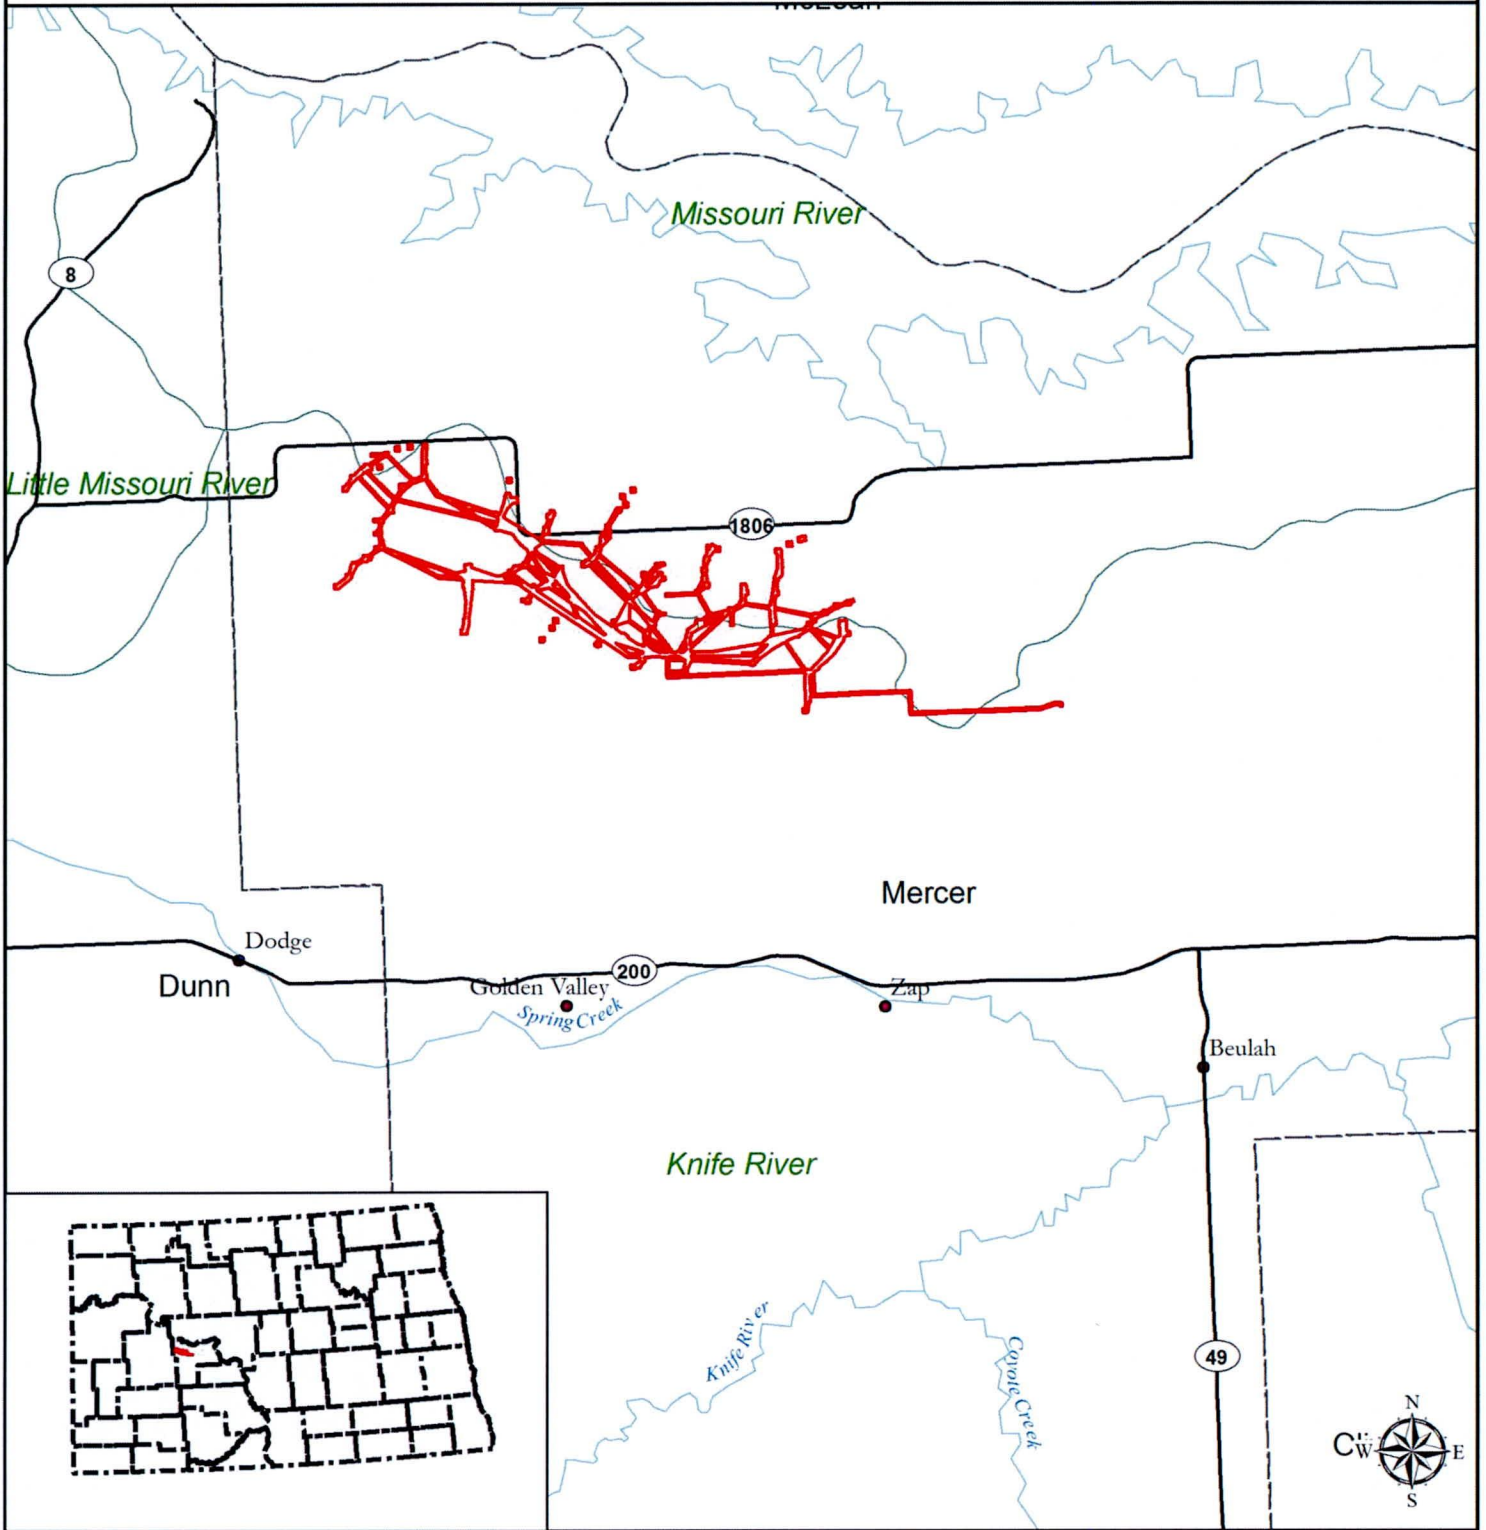 Missouri River
8
Little Missouri River
1806
Mercer
Dodge
Dunn
200
Golden Valley
Spring Creek
Zap
Beulah
Knife River
Knife River
Coyote Creek
49
N
W
E
S